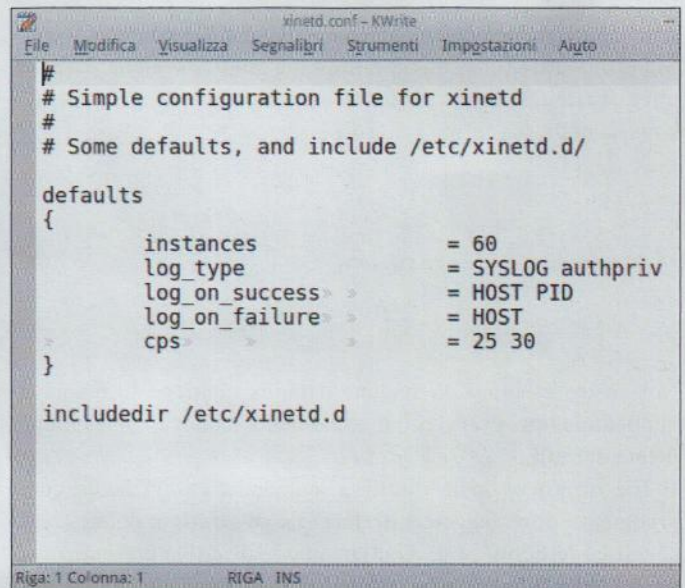 xinetd.conf – KWrite
File Modifica Visualizza Segnalibri Strumenti Impostazioni Aiuto
#
# Simple configuration file for xinetd
#
# Some defaults, and include /etc/xinetd.d/
defaults
{
instances = 60
log_type = SYSLOG authpriv
log_on_success = HOST PID
log_on_failure = HOST
cps = 25 30
}
includedir /etc/xinetd.d
Riga: 1 Colonna: 1 RIGA INS